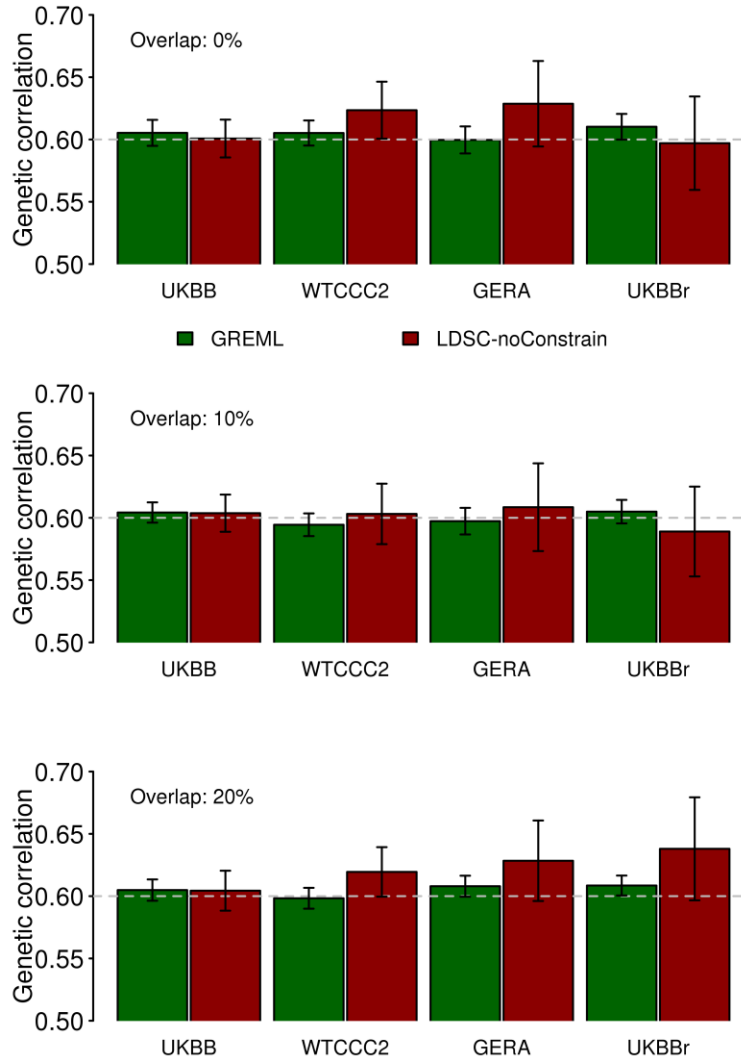 Genetic correlation
0.70
0.65
0.60
0.55
0.50
Overlap: 0%
UKBB WTCCC2 GERA UKBBr
GREML LDSC-noConstrain
Genetic correlation
0.70
0.65
0.60
0.55
0.50
Overlap: 10%
UKBB WTCCC2 GERA UKBBr
Genetic correlation
0.70
0.65
0.60
0.55
0.50
Overlap: 20%
UKBB WTCCC2 GERA UKBBr